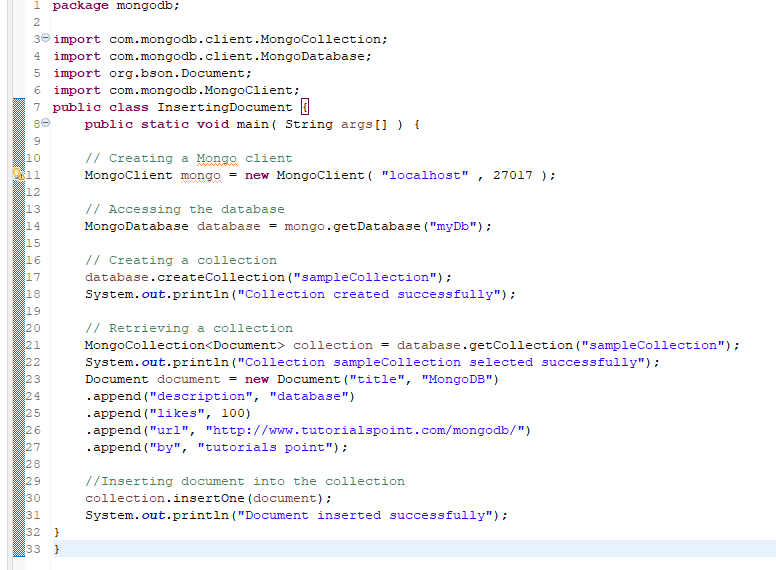 1 package mongodb;
2
3 import com.mongodb.client.MongoCollection;
4 import com.mongodb.client.MongoDatabase;
5 import org.bson.Document;
6 import com.mongodb.MongoClient;
7 public class InsertingDocument {
8 public static void main( String args[] ) {
9
10 // Creating a Mongo client
11 MongoClient mongo = new MongoClient( "localhost" , 27017 );
12
13 // Accessing the database
14 MongoDatabase database = mongo.getDatabase("myDb");
15
16 // Creating a collection
17 database.createCollection("sampleCollection");
18 System.out.println("Collection created successfully");
19
20 // Retrieving a collection
21 MongoCollection<Document> collection = database.getCollection("sampleCollection");
22 System.out.println("Collection sampleCollection selected successfully");
23 Document document = new Document("title", "MongoDB")
24 .append("description", "database")
25 .append("likes", 100)
26 .append("url", "http://www.tutorialspoint.com/mongodb/")
27 .append("by", "tutorials point");
28
29 //Inserting document into the collection
30 collection.insertOne(document);
31 System.out.println("Document inserted successfully");
32 }
33 }